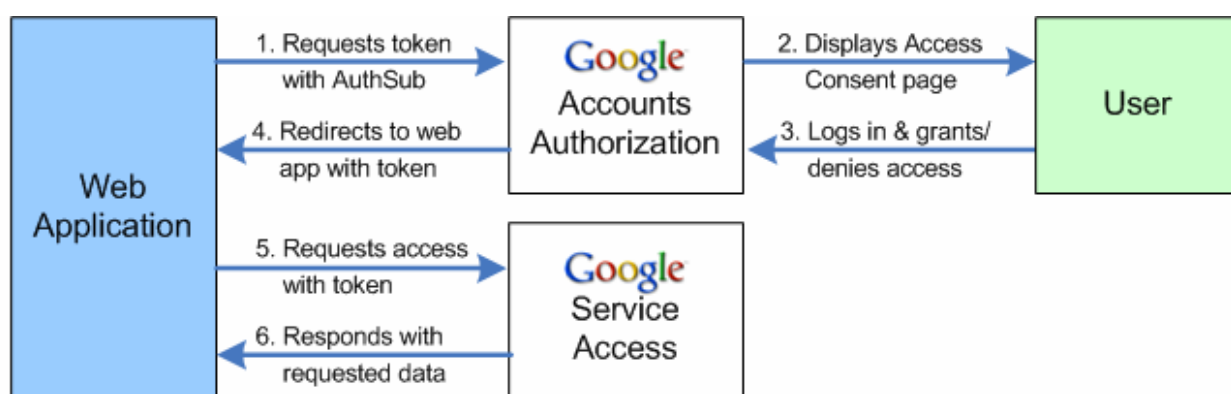 Web
Application
1. Requests token
with AuthSub
4. Redirects to web
app with token
5. Requests access
with token
6. Responds with
requested data
Google
Accounts
Authorization
Google
Service
Access
2. Displays Access
Consent page
3. Logs in & grants/
denies access
User